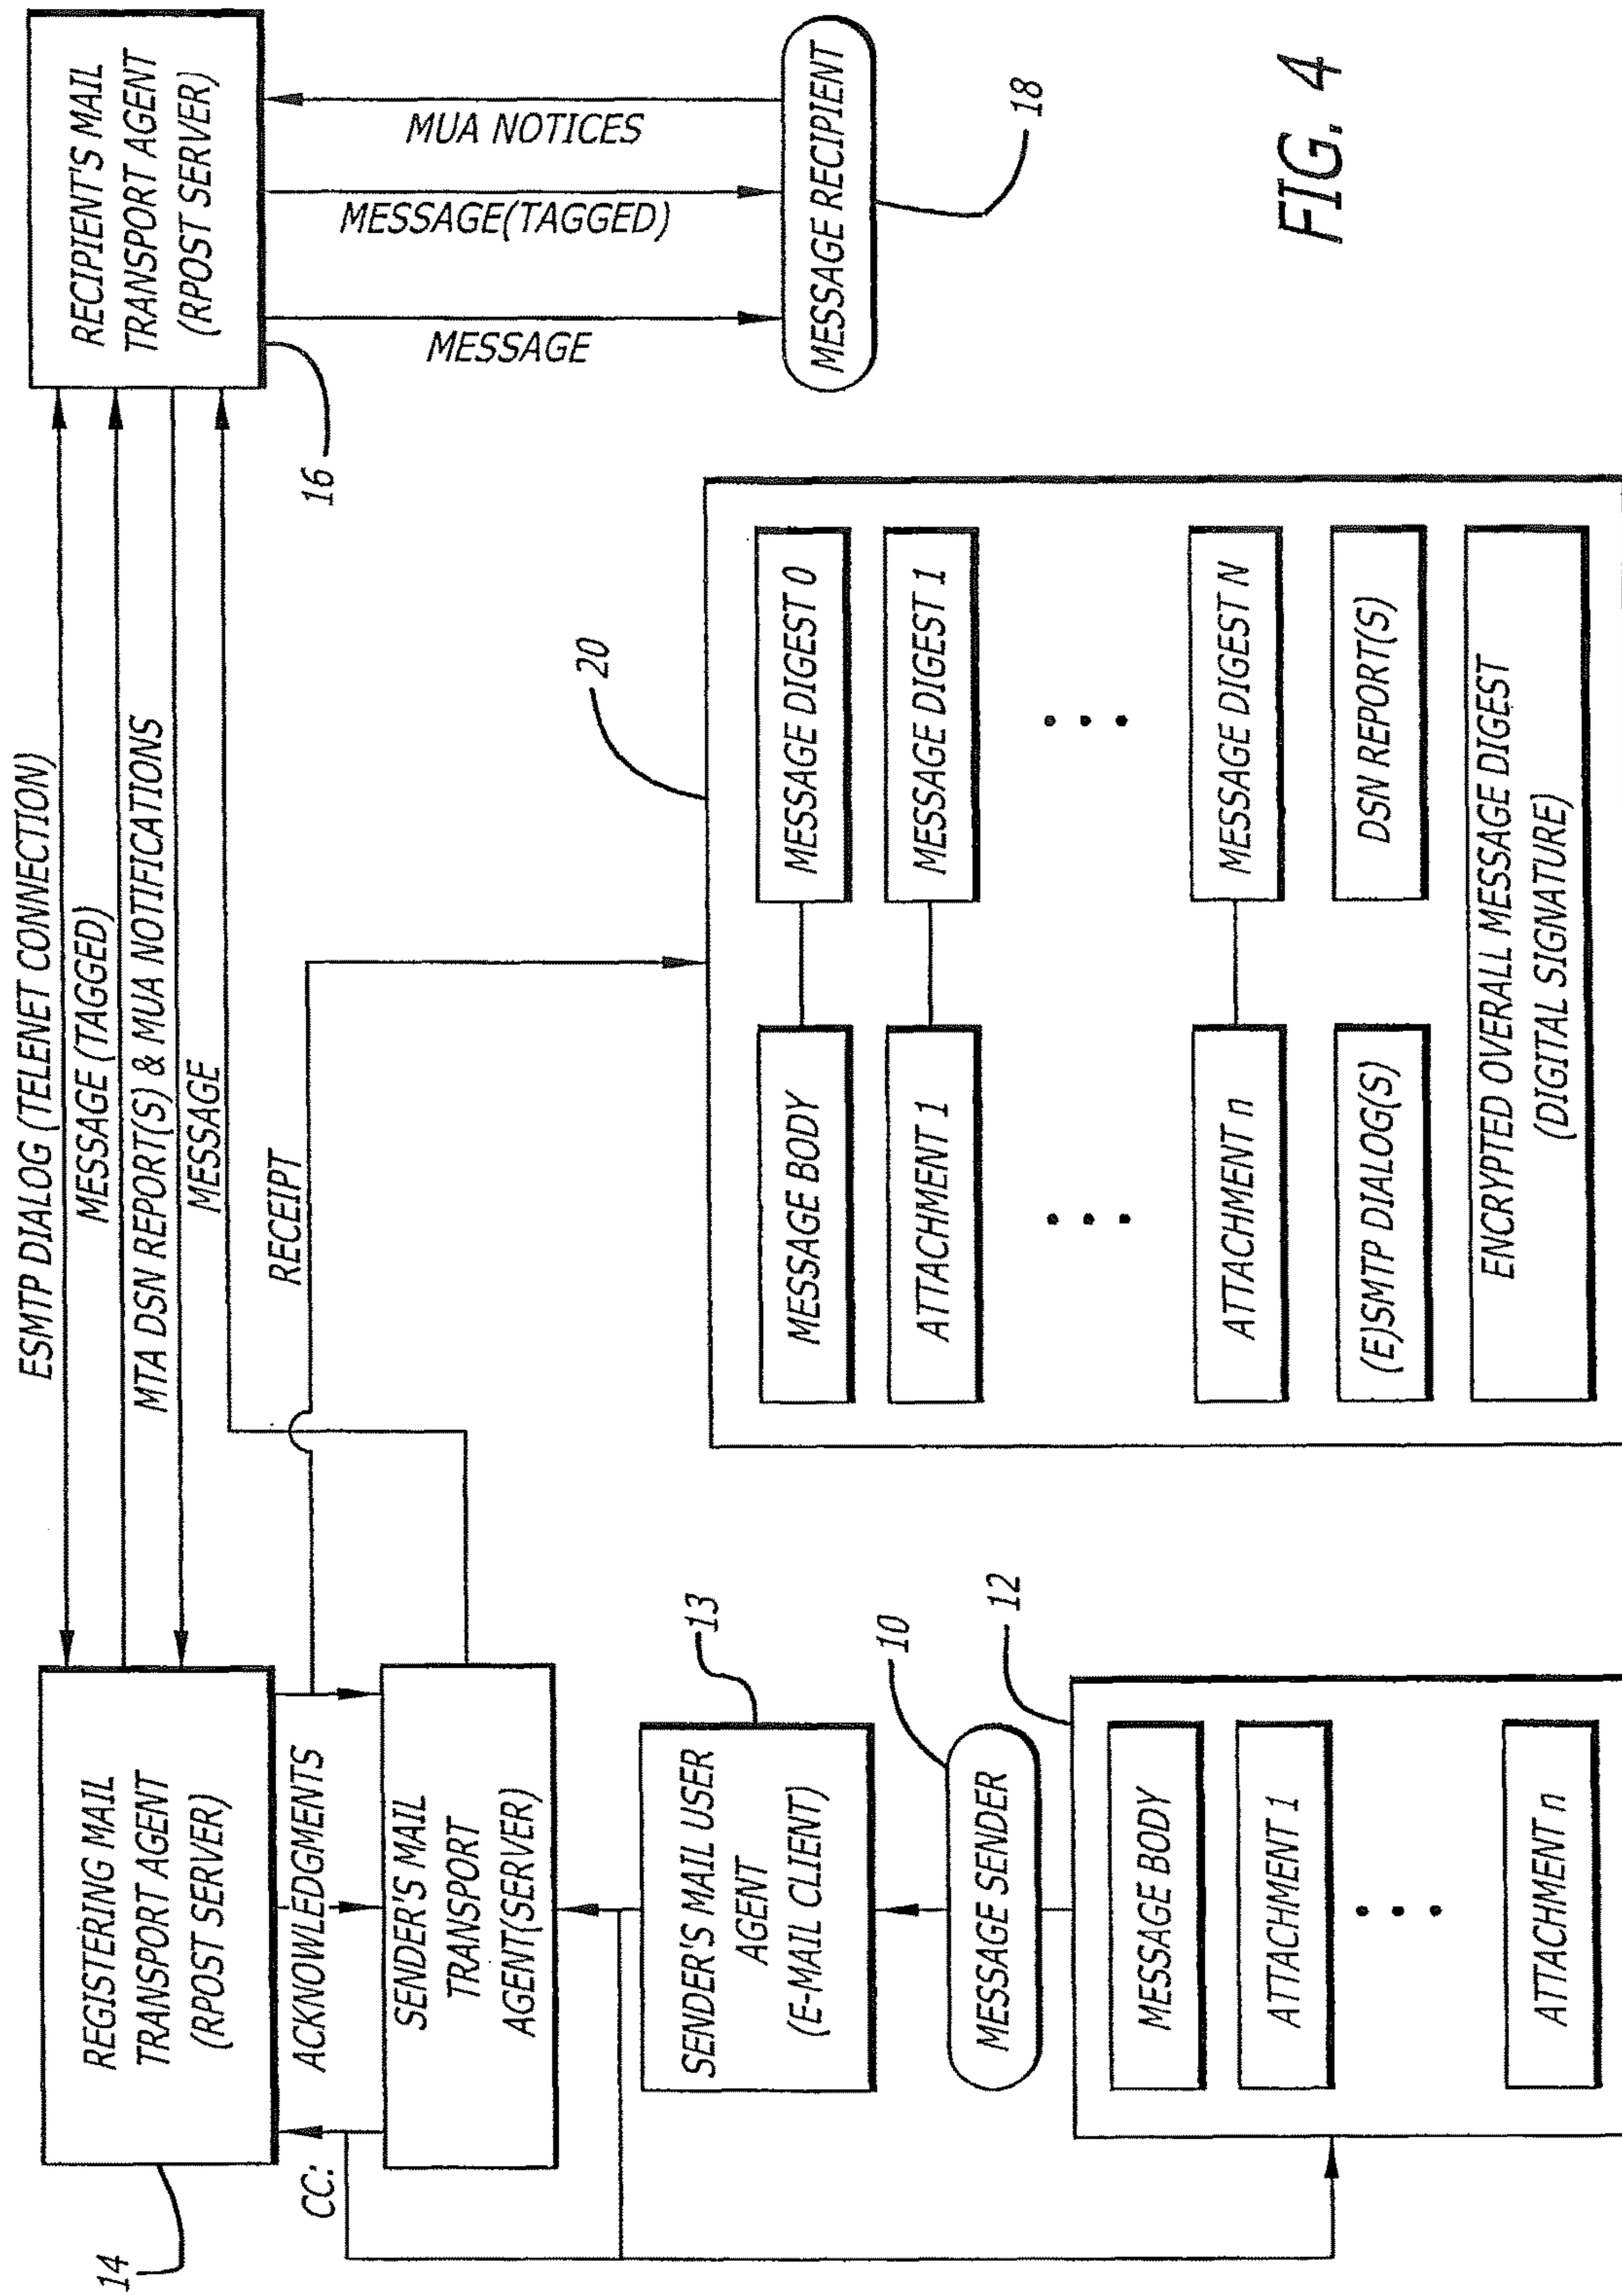 ESMTP DIALOG (TELENET CONNECTION)
MESSAGE (TAGGED)
MTA DSN REPORT(S) & MUA NOTIFICATIONS
MESSAGE
REGISTERING MAIL
TRANSPORT AGENT
(RPOST SERVER)
14
RECIPIENT'S MAIL
TRANSPORT AGENT
(RPOST SERVER)
16
CC:
ACKNOWLEDGMENTS
RECEIPT
SENDER'S MAIL
TRANSPORT
AGENT(SERVER)
MESSAGE
MESSAGE(TAGGED)
MUA NOTICES
SENDER'S MAIL USER
AGENT
(E-MAIL CLIENT)
13
MESSAGE SENDER
10
MESSAGE RECIPIENT
18
12
MESSAGE BODY
ATTACHMENT 1
ATTACHMENT n
20
MESSAGE BODY
MESSAGE DIGEST 0
ATTACHMENT 1
MESSAGE DIGEST 1
ATTACHMENT n
MESSAGE DIGEST N
(E)SMTP DIALOG(S)
DSN REPORT(S)
ENCRYPTED OVERALL MESSAGE DIGEST
(DIGITAL SIGNATURE)
FIG. 4